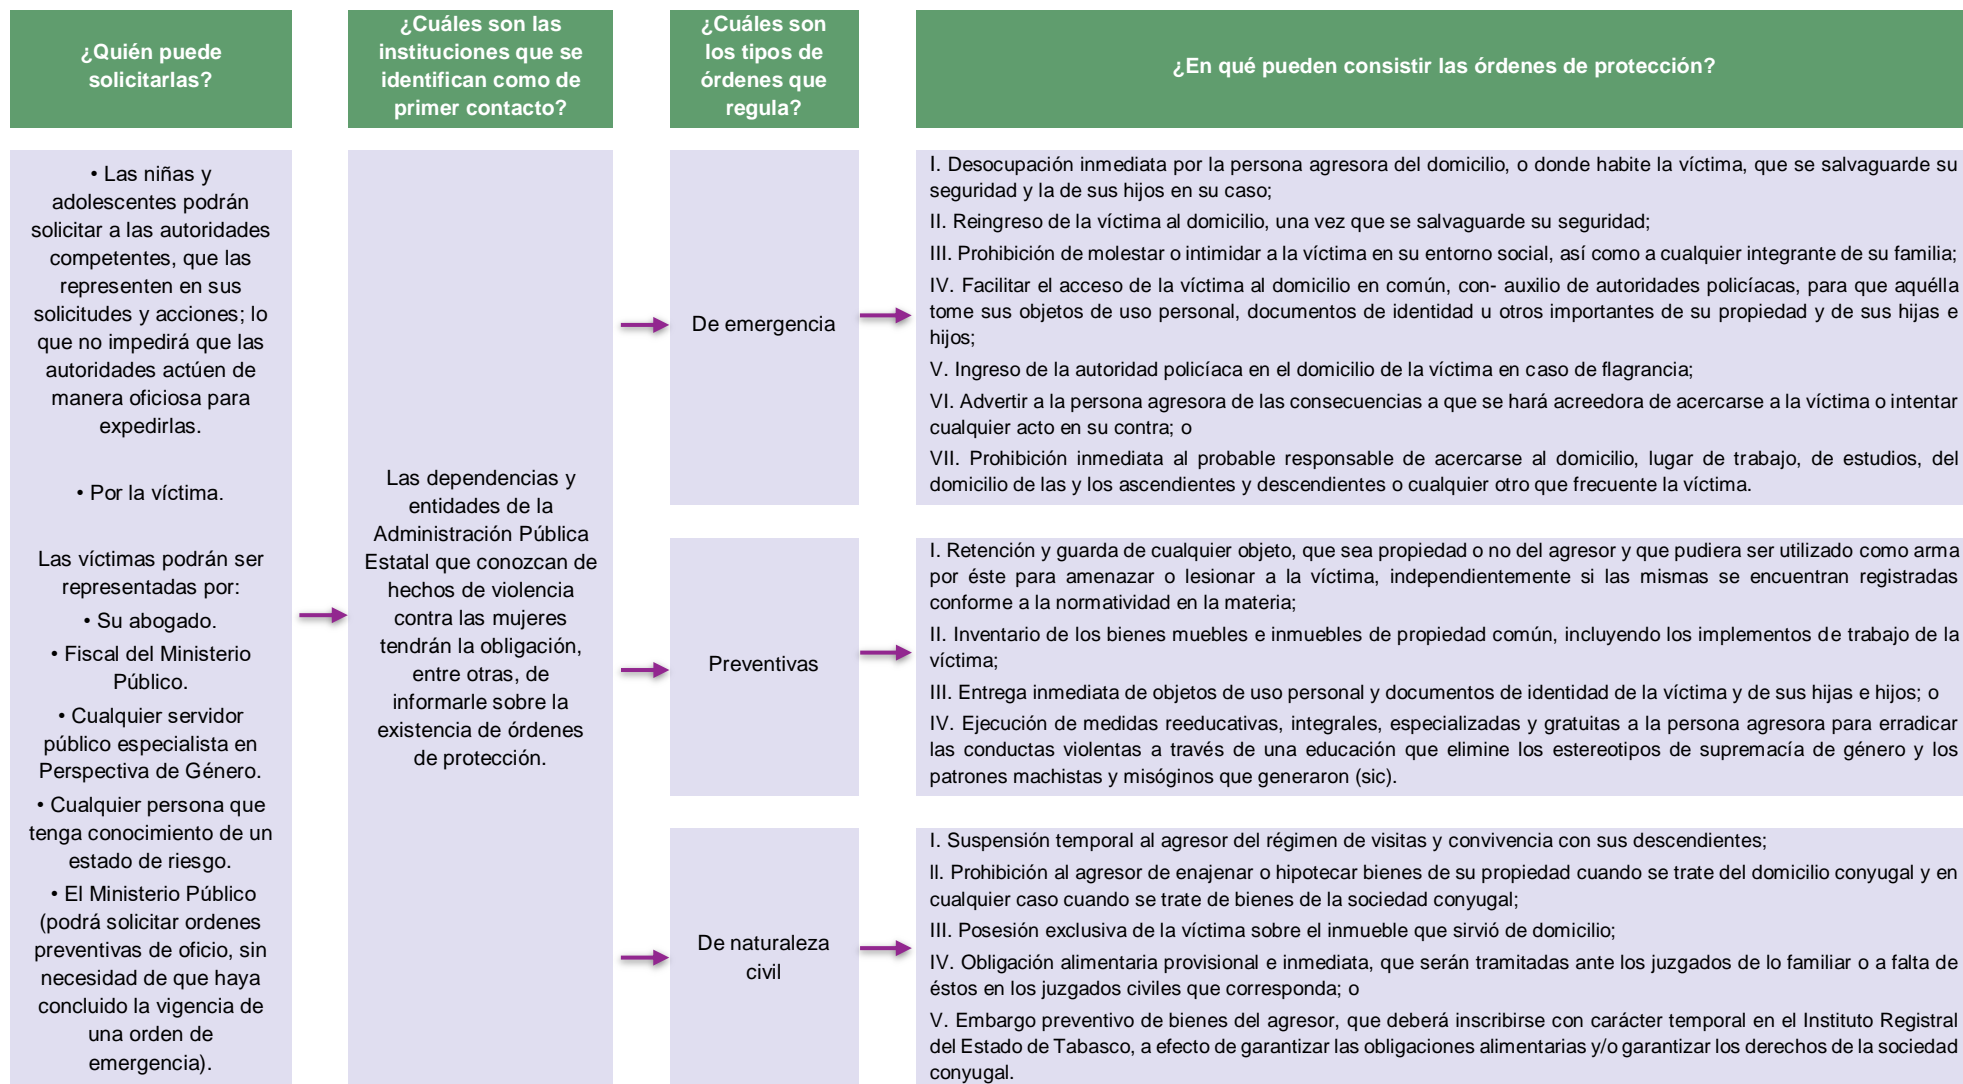 ¿Quién puede
solicitarlas?
¿Cuáles son las
instituciones que se
identifican como de
primer contacto?
¿Cuáles son
los tipos de
órdenes que
regula?
¿En qué pueden consistir las órdenes de protección?
• Las niñas y
adolescentes podrán
solicitar a las autoridades
competentes, que las
representen en sus
solicitudes y acciones; lo
que no impedirá que las
autoridades actúen de
manera oficiosa para
expedirlas.
• Por la víctima.
Las víctimas podrán ser
representadas por:
• Su abogado.
• Fiscal del Ministerio
Público.
• Cualquier servidor
público especialista en
Perspectiva de Género.
• Cualquier persona que
tenga conocimiento de un
estado de riesgo.
• El Ministerio Público
(podrá solicitar ordenes
preventivas de oficio, sin
necesidad de que haya
concluido la vigencia de
una orden de
emergencia).
Las dependencias y
entidades de la
Administración Pública
Estatal que conozcan de
hechos de violencia
contra las mujeres
tendrán la obligación,
entre otras, de
informarle sobre la
existencia de órdenes
de protección.
De emergencia
I. Desocupación inmediata por la persona agresora del domicilio, o donde habite la víctima, que se salvaguarde su
seguridad y la de sus hijos en su caso;
II. Reingreso de la víctima al domicilio, una vez que se salvaguarde su seguridad;
III. Prohibición de molestar o intimidar a la víctima en su entorno social, así como a cualquier integrante de su familia;
IV. Facilitar el acceso de la víctima al domicilio en común, con- auxilio de autoridades policíacas, para que aquélla
tome sus objetos de uso personal, documentos de identidad u otros importantes de su propiedad y de sus hijas e
hijos;
V. Ingreso de la autoridad policíaca en el domicilio de la víctima en caso de flagrancia;
VI. Advertir a la persona agresora de las consecuencias a que se hará acreedora de acercarse a la víctima o intentar
cualquier acto en su contra; o
VII. Prohibición inmediata al probable responsable de acercarse al domicilio, lugar de trabajo, de estudios, del
domicilio de las y los ascendientes y descendientes o cualquier otro que frecuente la víctima.
Preventivas
I. Retención y guarda de cualquier objeto, que sea propiedad o no del agresor y que pudiera ser utilizado como arma
por éste para amenazar o lesionar a la víctima, independientemente si las mismas se encuentran registradas
conforme a la normatividad en la materia;
II. Inventario de los bienes muebles e inmuebles de propiedad común, incluyendo los implementos de trabajo de la
víctima;
III. Entrega inmediata de objetos de uso personal y documentos de identidad de la víctima y de sus hijas e hijos; o
IV. Ejecución de medidas reeducativas, integrales, especializadas y gratuitas a la persona agresora para erradicar
las conductas violentas a través de una educación que elimine los estereotipos de supremacía de género y los
patrones machistas y misóginos que generaron (sic).
De naturaleza
civil
I. Suspensión temporal al agresor del régimen de visitas y convivencia con sus descendientes;
II. Prohibición al agresor de enajenar o hipotecar bienes de su propiedad cuando se trate del domicilio conyugal y en
cualquier caso cuando se trate de bienes de la sociedad conyugal;
III. Posesión exclusiva de la víctima sobre el inmueble que sirvió de domicilio;
IV. Obligación alimentaria provisional e inmediata, que serán tramitadas ante los juzgados de lo familiar o a falta de
éstos en los juzgados civiles que corresponda; o
V. Embargo preventivo de bienes del agresor, que deberá inscribirse con carácter temporal en el Instituto Registral
del Estado de Tabasco, a efecto de garantizar las obligaciones alimentarias y/o garantizar los derechos de la sociedad
conyugal.